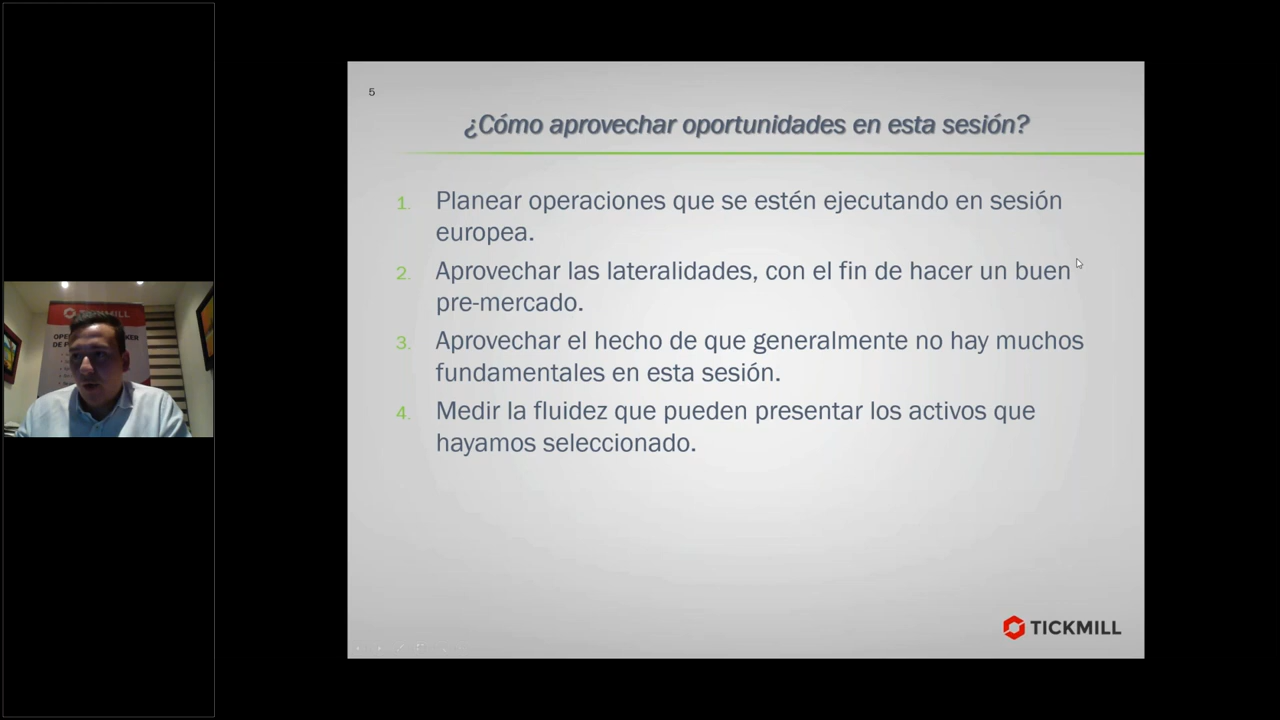 5
¿Cómo aprovechar oportunidades en esta sesión?
1. Planear operaciones que se estén ejecutando en sesión
europea.
2. Aprovechar las lateralidades, con el fin de hacer un buen
pre-mercado.
3. Aprovechar el hecho de que generalmente no hay muchos
fundamentales en esta sesión.
4. Medir la fluidez que pueden presentar los activos que
hayamos seleccionado.
TICKMILL
TICKMILL